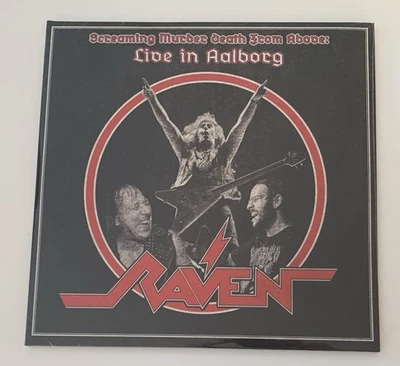 Screaming Murder Death From Above:
Live in Aalborg
RAVEN